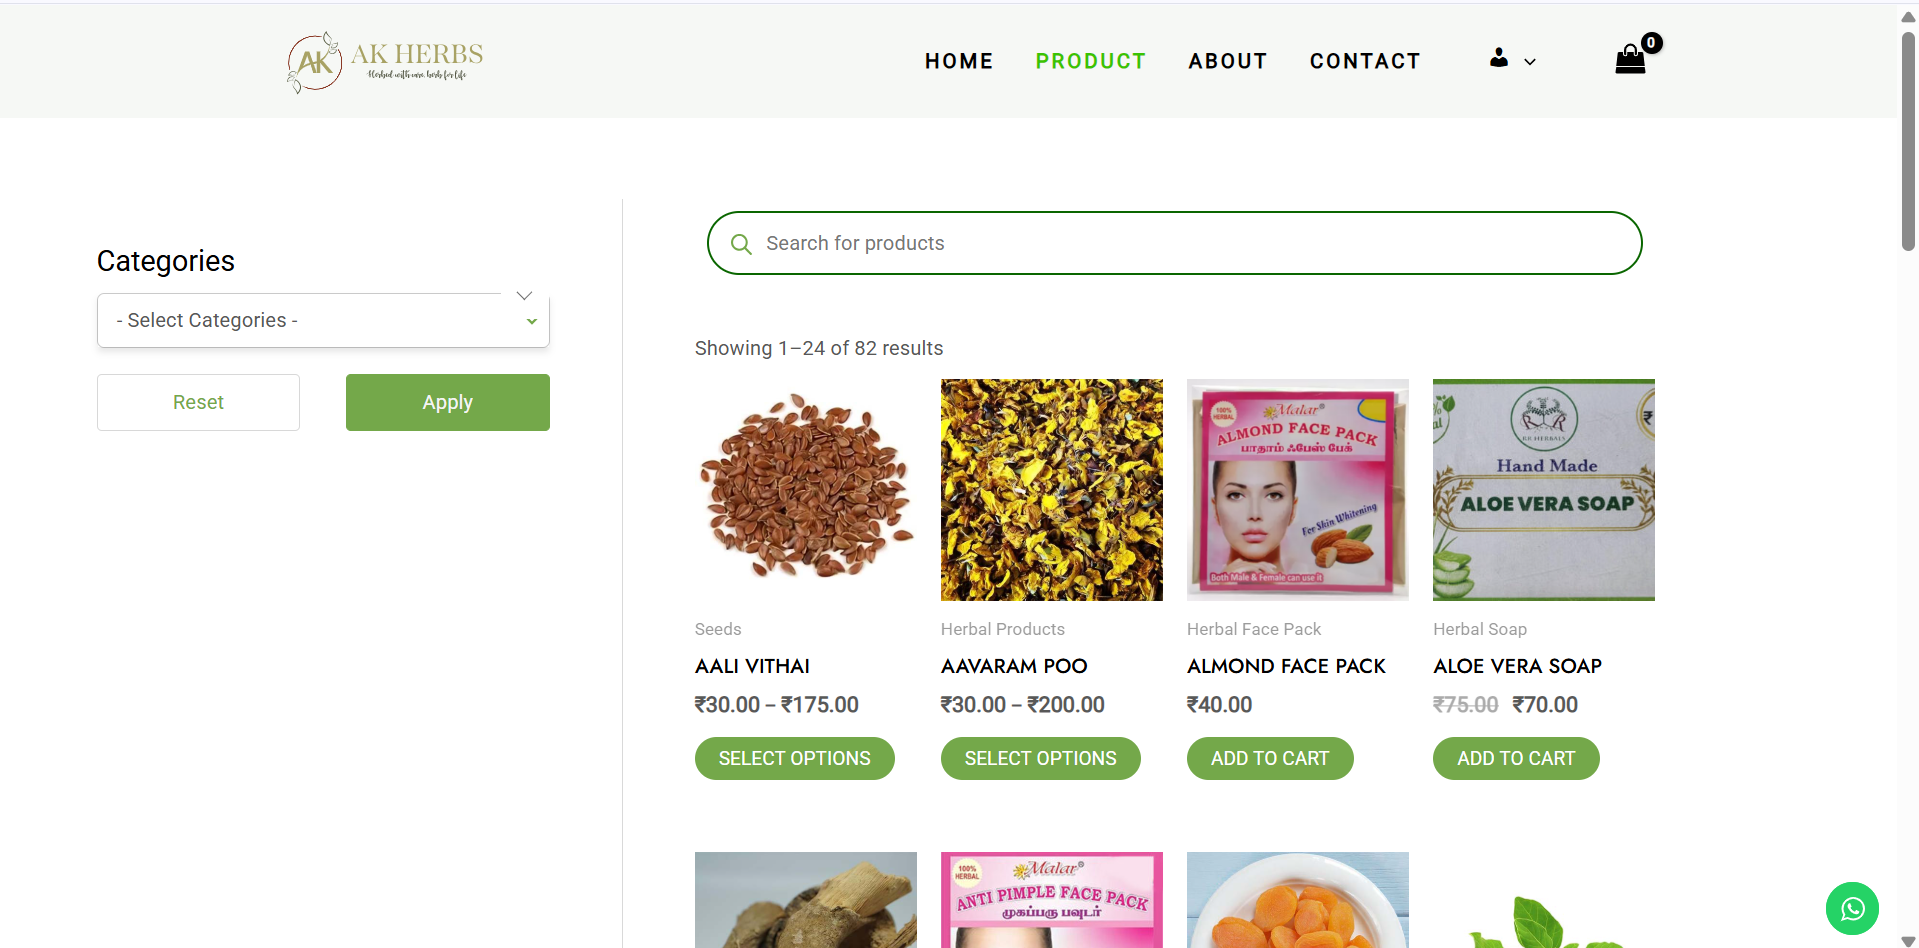 AK
AK HERBS
Herbed with care, herb for life
HOME
PRODUCT
ABOUT
CONTACT
0
Categories
- Select Categories -
Reset
Apply
Search for products
Showing 1–24 of 82 results
100%
HERBAL
Malar®
ALMOND FACE PACK
பாதாம் ஃபேஸ் பேக்
For Skin Whitening
Both Male & Female can use it
RR HERBALS
₹
Hand Made
ALOE VERA SOAP
Seeds
AALI VITHAI
₹30.00 – ₹175.00
SELECT OPTIONS
Herbal Products
AAVARAM POO
₹30.00 – ₹200.00
SELECT OPTIONS
Herbal Face Pack
ALMOND FACE PACK
₹40.00
ADD TO CART
Herbal Soap
ALOE VERA SOAP
₹75.00 ₹70.00
ADD TO CART
100%
HERBAL
Malar®
ANTI PIMPLE FACE PACK
முகப்பரு பவுடர்